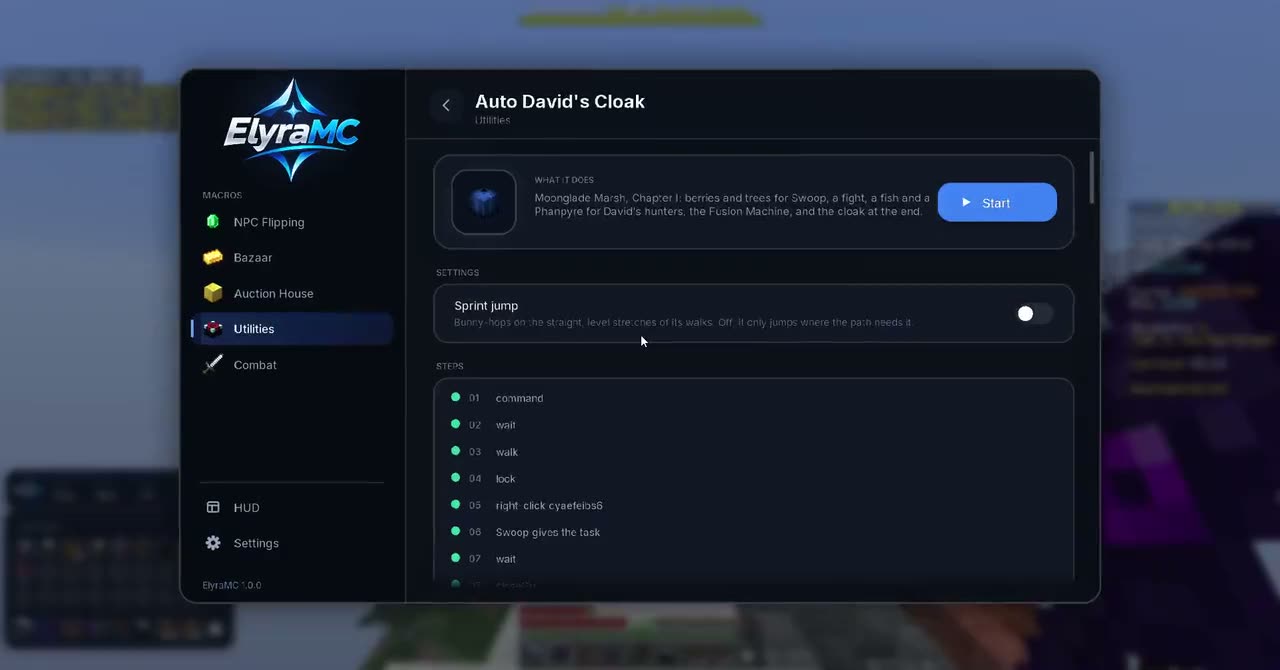 ElyraMC
MACROS
NPC Flipping
Bazaar
Auction House
Utilities
Combat
HUD
Settings
ElyraMC 1.0.0
Auto David's Cloak
Utilities
WHAT IT DOES
Moonglade Marsh, Chapter I: berries and trees for Swoop, a fight, a fish and a
Phanpyre for David's hunters, the Fusion Machine, and the cloak at the end.
Start
SETTINGS
Sprint jump
Bunny-hops on the straight, level stretches of its walks. Off, it only jumps where the path needs it.
STEPS
01 command
02 wait
03 walk
04 lock
05 right-click cyaefeibs6
06 Swoop gives the task
07 wait